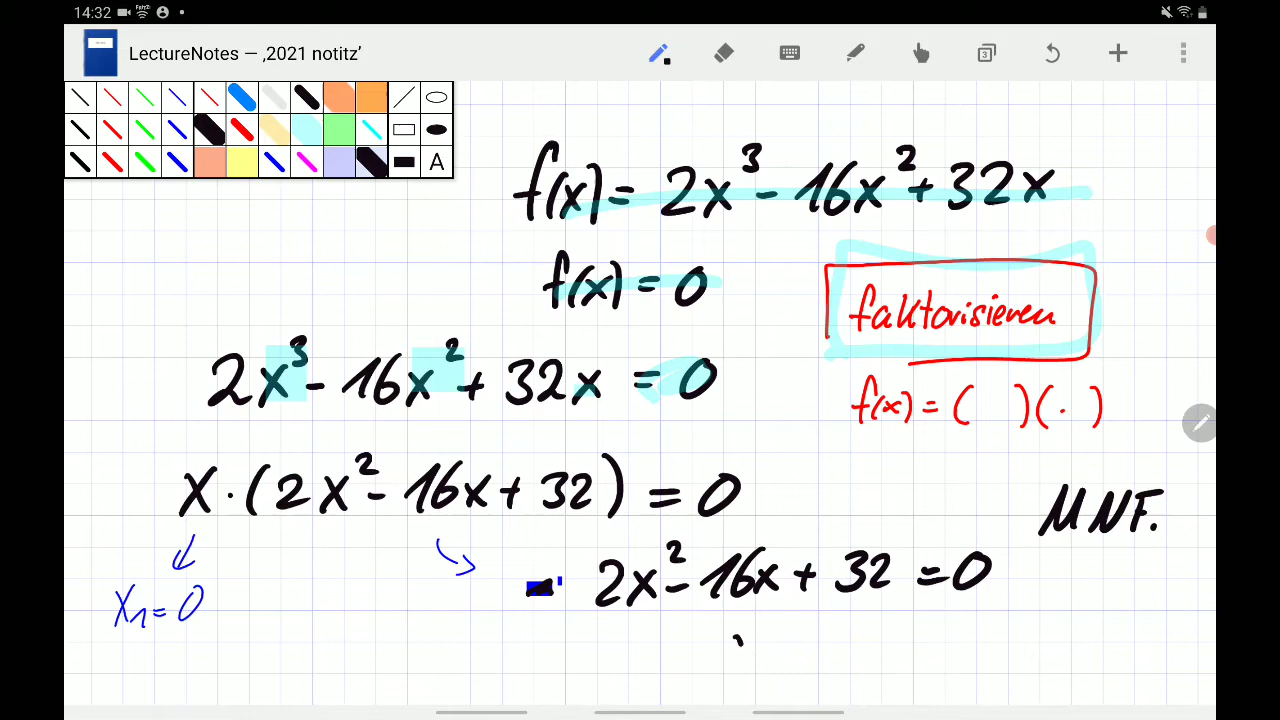 14:32
LectureNotes — ‚2021 notitz’
3
A
f(x) = 2x³ - 16x² + 32x
f(x) = 0
faktorisieren
2x³ - 16x² + 32x = 0
f(x) = (  )( ·  )
x · (2x² - 16x + 32) = 0
MNF.
2x² - 16x + 32 = 0
x₁ = 0